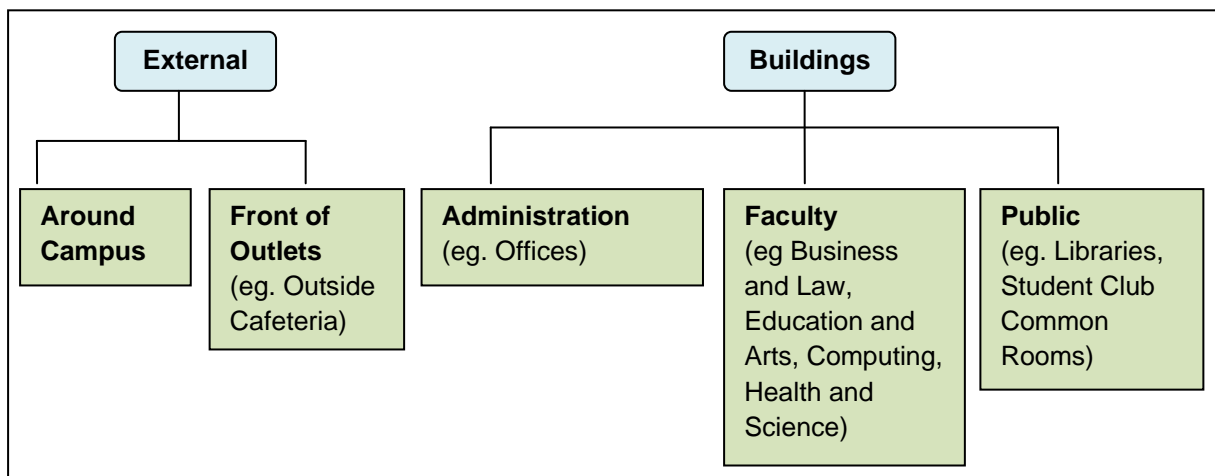 External
Buildings
Around
Campus
Front of
Outlets
(eg. Outside
Cafeteria)
Administration
(eg. Offices)
Faculty
(eg Business
and Law,
Education and
Arts, Computing,
Health and
Science)
Public
(eg. Libraries,
Student Club
Common
Rooms)